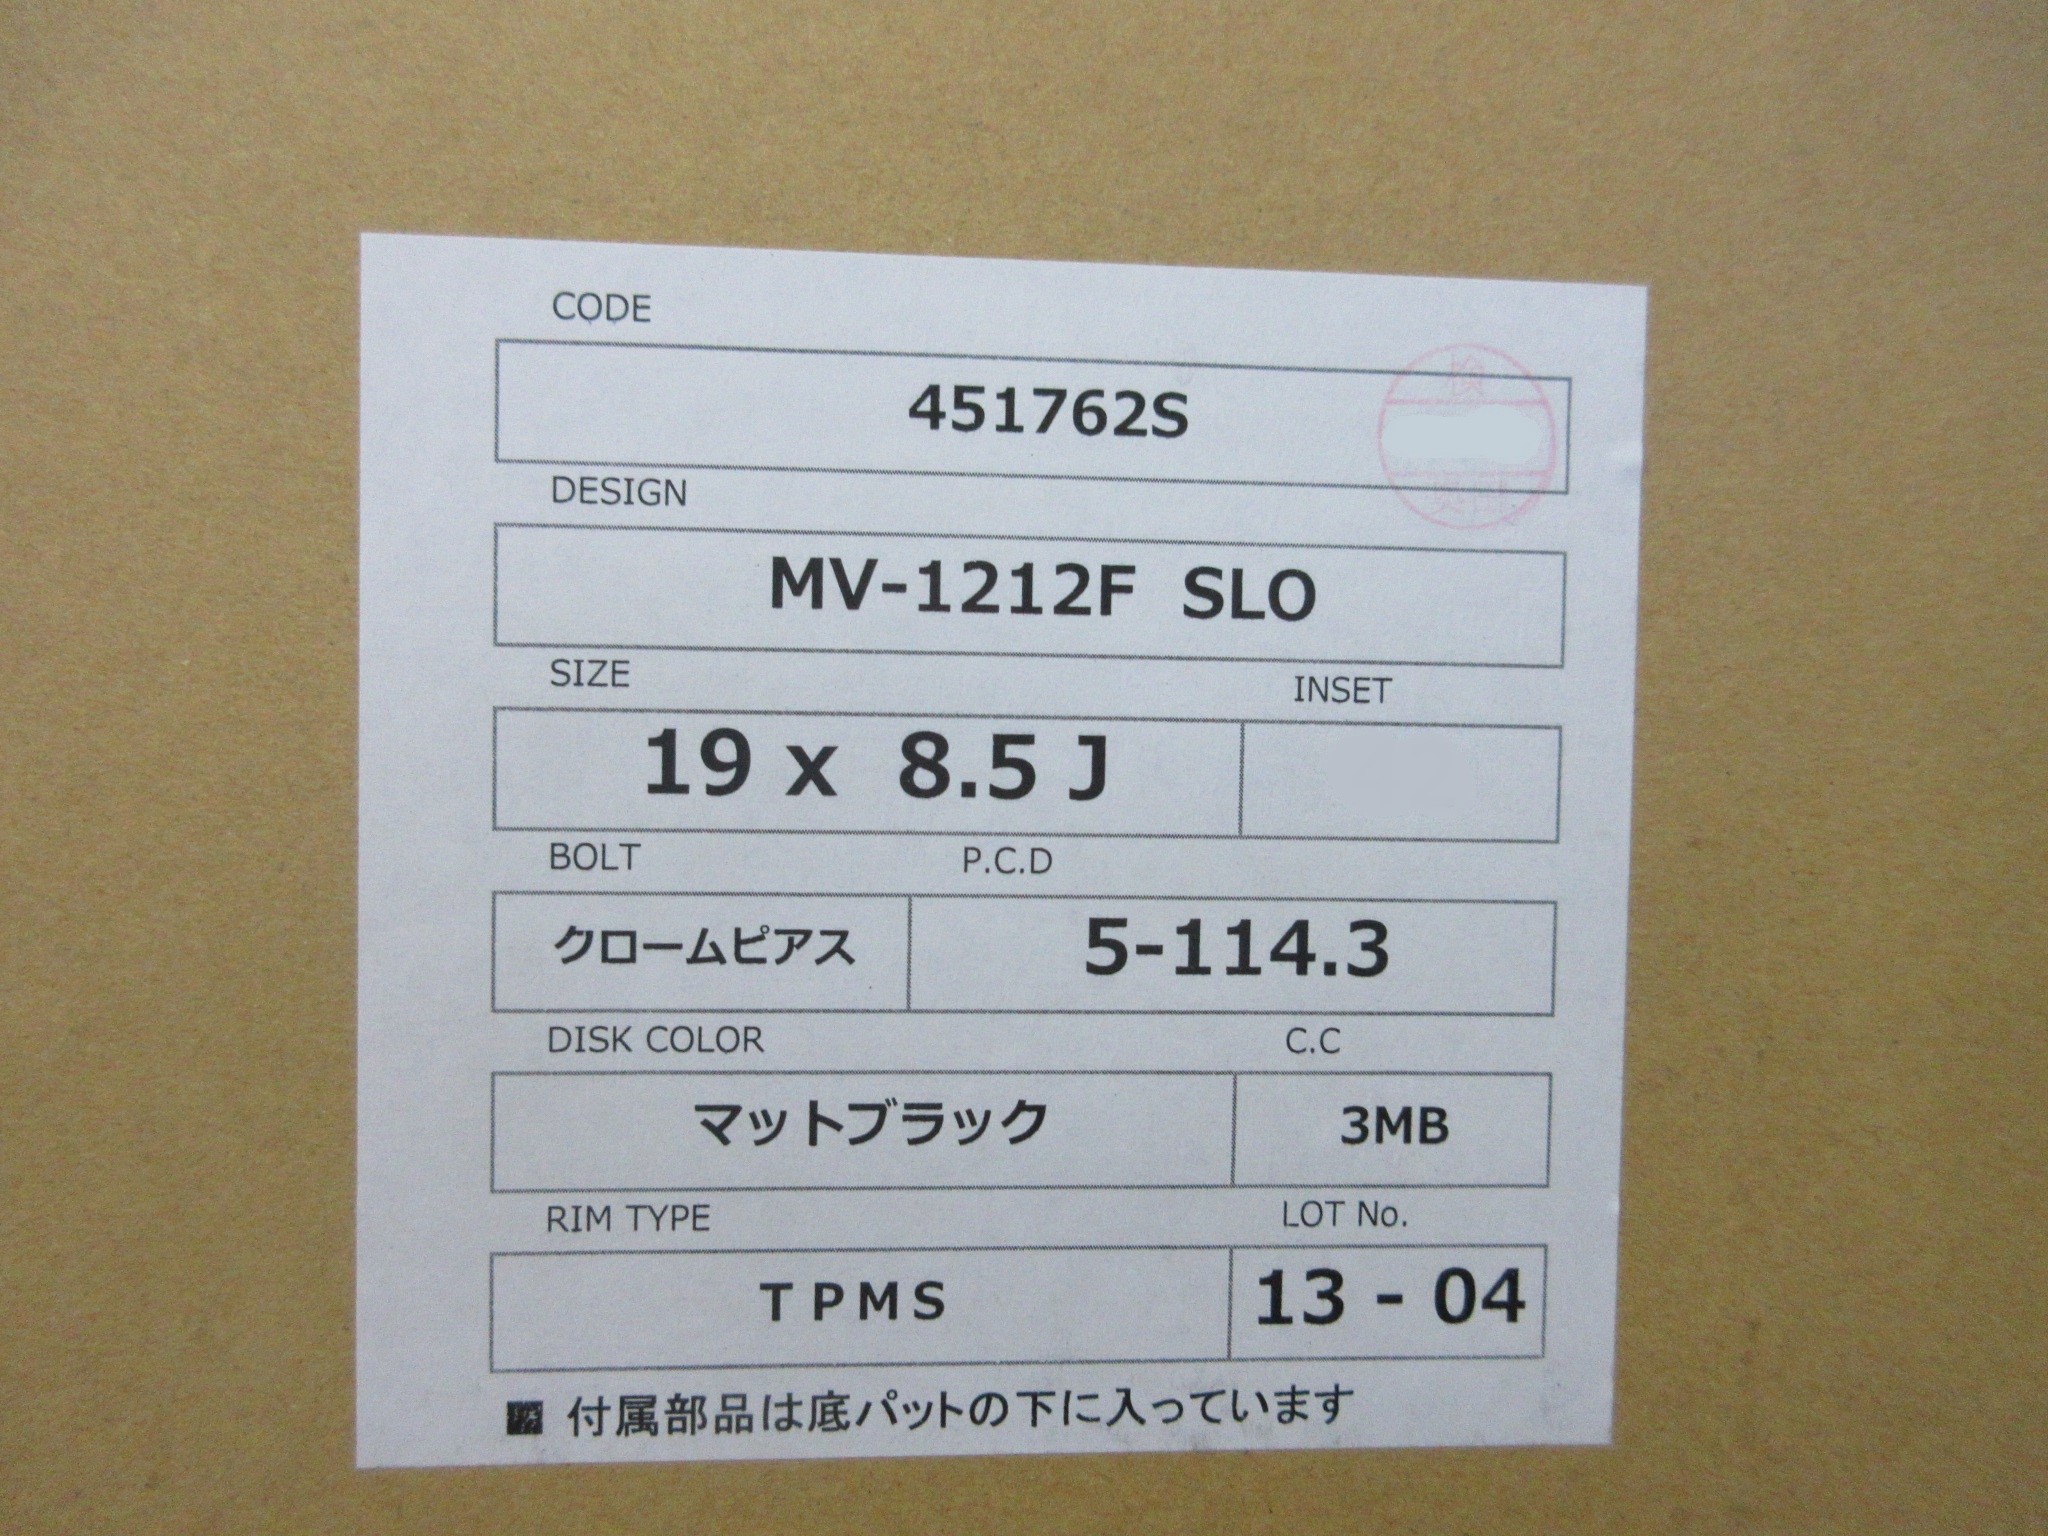 CODE
451762S
検
DESIGN
MV-1212F SLO
SIZE INSET
19 x 8.5 J
BOLT P.C.D
クロームピアス 5-114.3
DISK COLOR C.C
マットブラック 3MB
RIM TYPE LOT No.
TPMS 13 - 04
■ 付属部品は底パットの下に入っています